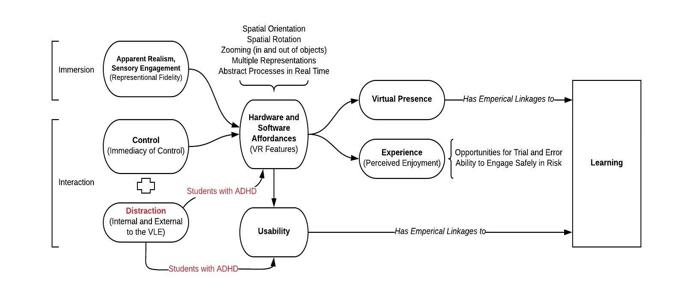 Spatial Orientation
Spatial Rotation
Zooming (in and out of objects)
Multiple Representations
Abstract Processes in Real Time
Immersion
Apparent Realism,
Sensory Engagement
(Representional Fidelity)
Hardware and
Software
Affordances
(VR Features)
Virtual Presence
Has Emperical Linkages to
Control
(Immediacy of Control)
Experience
(Perceived Enjoyment)
Opportunities for Trial and Error
Ability to Engage Safely in Risk
Learning
Interaction
Students with ADHD
Distraction
(Internal and External
to the VLE)
Usability
Has Emperical Linkages to
Students with ADHD